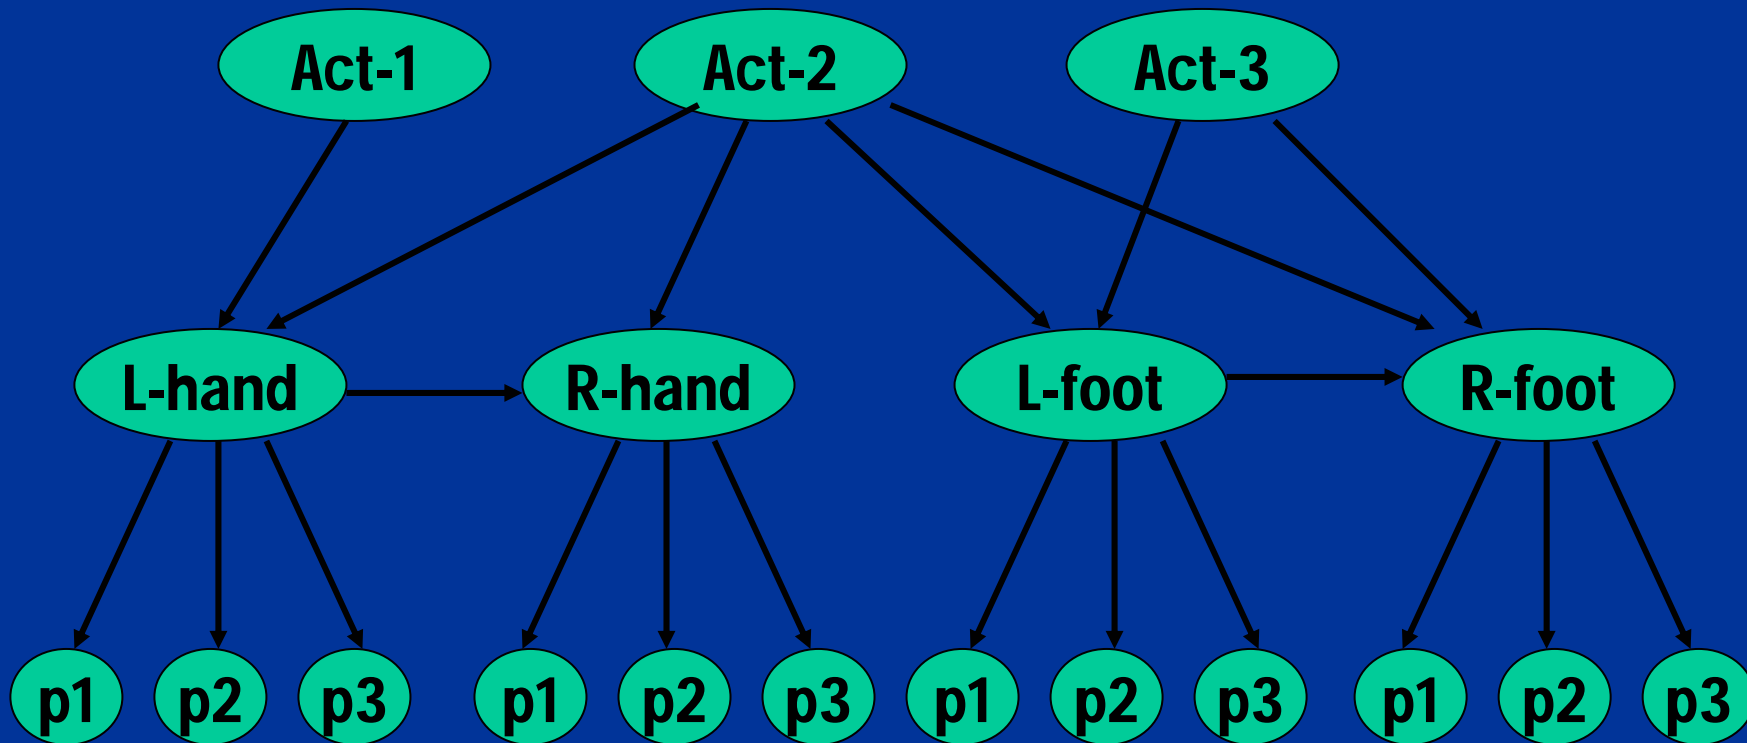 Act-1 Act-2 Act-3
L-hand R-hand L-foot R-foot
p1 p2 p3 p1 p2 p3 p1 p2 p3 p1 p2 p3